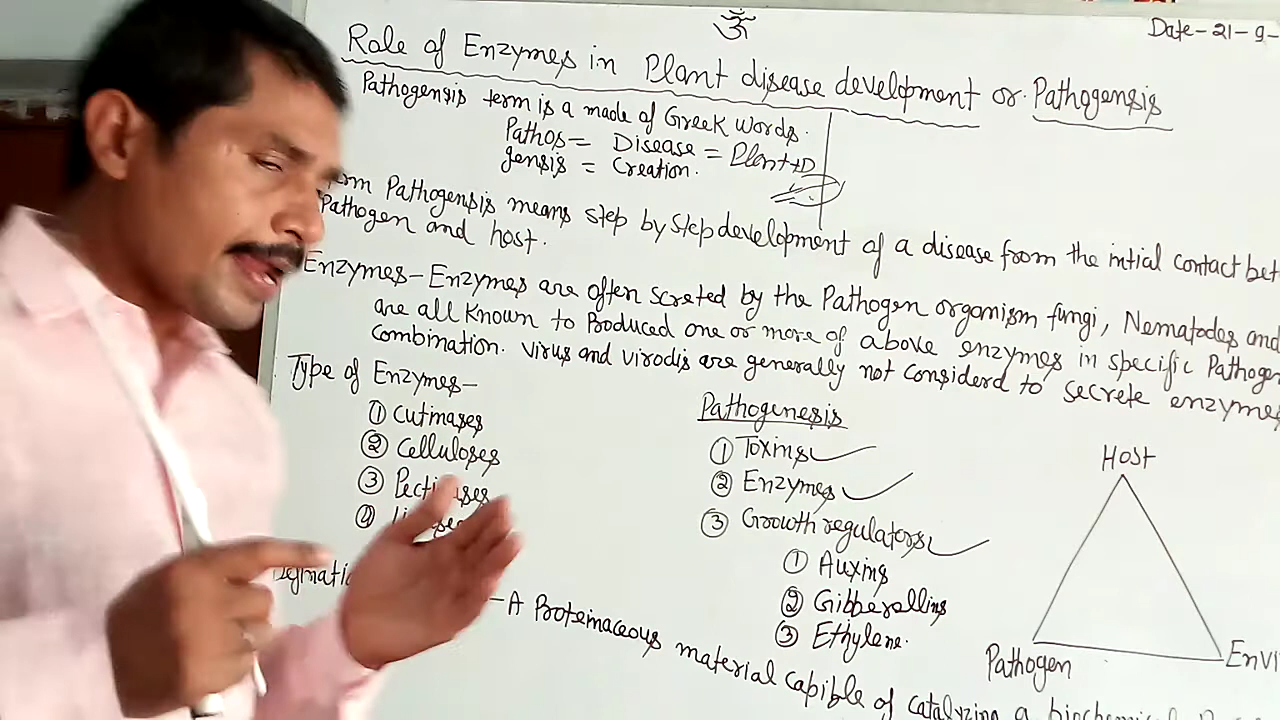 ॐ
Date-21-9-
Role of Enzymes in Plant disease development or Pathogensis
Pathogensis term is a made of Greek words.
Pathos = Disease = Plant+D
gensis = Creation.
Pathogensis means step by step development of a disease from the intial contact bet
Pathogen and host.
Enzymes - Enzymes are often screted by the Pathogen organism fungi, Nematodes and
are all known to Produced one or more of above enzymes in specific Pathogen
combination. Virus and virodis are generally not considerd to secrete enzymes
Type of Enzymes-
① Cutinases
② Celluloses
③
④
Pathogenesis
① Toxins
② Enzymes
③ Growth regulators
① Auxins
② Gibberellins
③ Ethylene.
Host
Pathogen
Envi
- A Proteinaceous material capible of catalyzing a biochemical